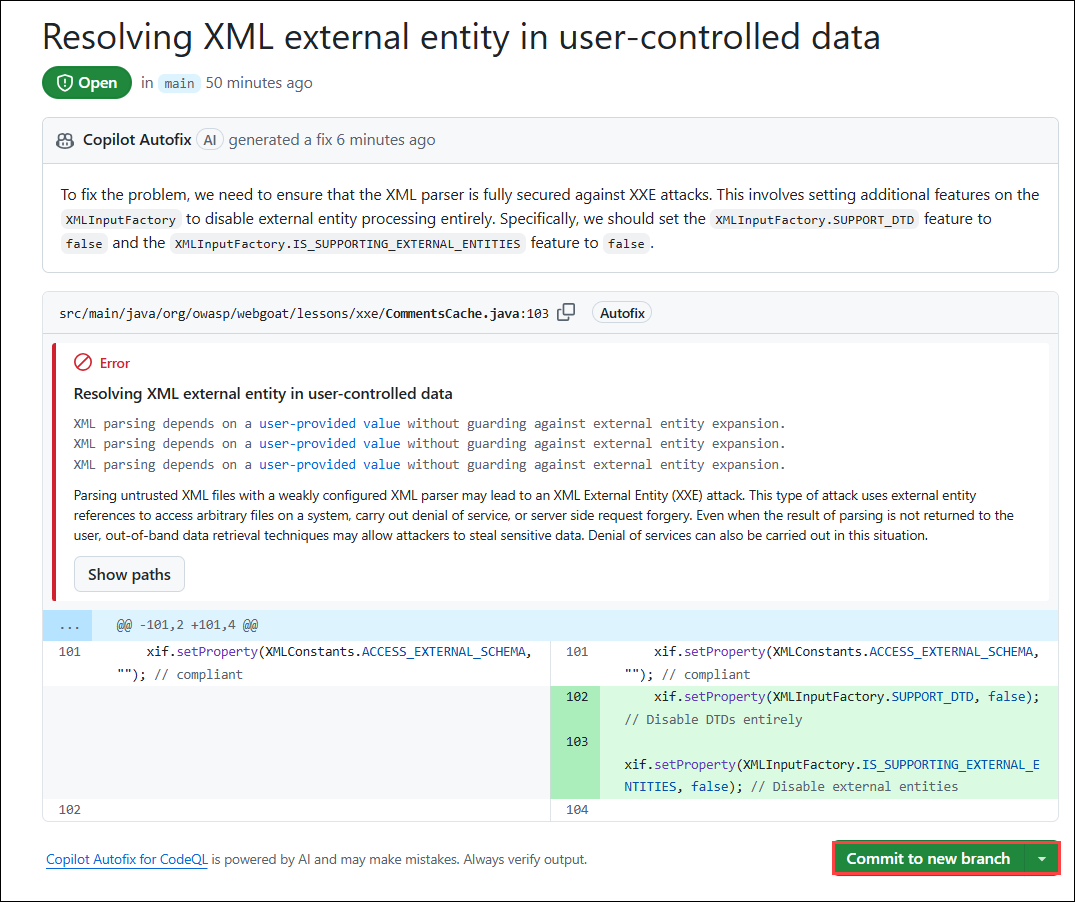 Resolving XML external entity in user-controlled data
Open in main 50 minutes ago
Copilot Autofix AI generated a fix 6 minutes ago
To fix the problem, we need to ensure that the XML parser is fully secured against XXE attacks. This involves setting additional features on the
XMLInputFactory to disable external entity processing entirely. Specifically, we should set the XMLInputFactory.SUPPORT_DTD feature to
false and the XMLInputFactory.IS_SUPPORTING_EXTERNAL_ENTITIES feature to false.
src/main/java/org/owasp/webgoat/lessons/xxe/CommentsCache.java:103 Autofix
Error
Resolving XML external entity in user-controlled data
XML parsing depends on a user-provided value without guarding against external entity expansion.
XML parsing depends on a user-provided value without guarding against external entity expansion.
XML parsing depends on a user-provided value without guarding against external entity expansion.
Parsing untrusted XML files with a weakly configured XML parser may lead to an XML External Entity (XXE) attack. This type of attack uses external entity
references to access arbitrary files on a system, carry out denial of service, or server side request forgery. Even when the result of parsing is not returned to the
user, out-of-band data retrieval techniques may allow attackers to steal sensitive data. Denial of services can also be carried out in this situation.
Show paths
... @@ -101,2 +101,4 @@
101 xif.setProperty(XMLConstants.ACCESS_EXTERNAL_SCHEMA,
""); // compliant
101 xif.setProperty(XMLConstants.ACCESS_EXTERNAL_SCHEMA,
""); // compliant
102 xif.setProperty(XMLInputFactory.SUPPORT_DTD, false);
// Disable DTDs entirely
103
xif.setProperty(XMLInputFactory.IS_SUPPORTING_EXTERNAL_E
NTITIES, false); // Disable external entities
102 104
Copilot Autofix for CodeQL is powered by AI and may make mistakes. Always verify output.
Commit to new branch